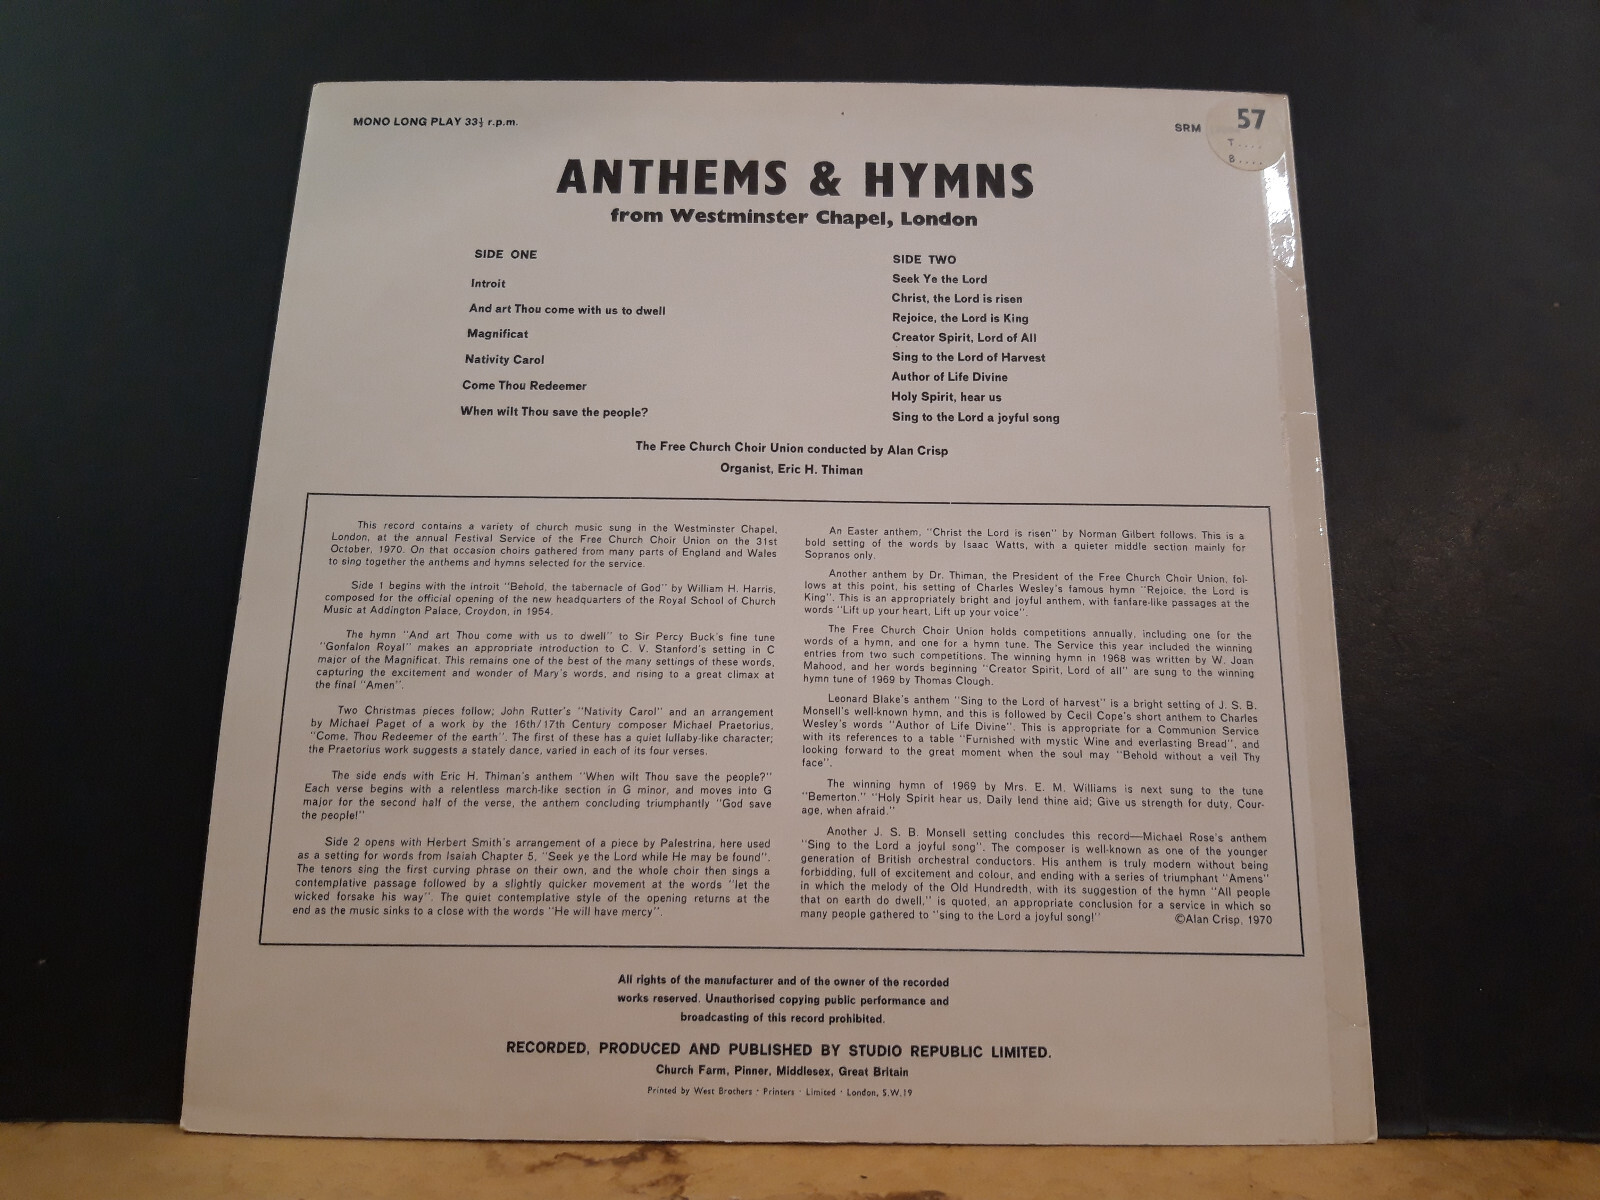 MONO LONG PLAY 33⅓ r.p.m.
SRM
57
T....
B....
ANTHEMS & HYMNS
from Westminster Chapel, London
SIDE ONE
Introit
And art Thou come with us to dwell
Magnificat
Nativity Carol
Come Thou Redeemer
When wilt Thou save the people?
SIDE TWO
Seek Ye the Lord
Christ, the Lord is risen
Rejoice, the Lord is King
Creator Spirit, Lord of All
Sing to the Lord of Harvest
Author of Life Divine
Holy Spirit, hear us
Sing to the Lord a joyful song
The Free Church Choir Union conducted by Alan Crisp
Organist, Eric H. Thiman
This record contains a variety of church music sung in the Westminster Chapel,
London, at the annual Festival Service of the Free Church Choir Union on the 31st
October, 1970. On that occasion choirs gathered from many parts of England and Wales
to sing together the anthems and hymns selected for the service.
Side 1 begins with the introit "Behold, the tabernacle of God" by William H. Harris,
composed for the official opening of the new headquarters of the Royal School of Church
Music at Addington Palace, Croydon, in 1954.
The hymn "And art Thou come with us to dwell" to Sir Percy Buck's fine tune
"Gonfalon Royal" makes an appropriate introduction to C. V. Stanford's setting in C
major of the Magnificat. This remains one of the best of the many settings of these words,
capturing the excitement and wonder of Mary's words, and rising to a great climax at
the final "Amen".
Two Christmas pieces follow; John Rutter's "Nativity Carol" and an arrangement
by Michael Paget of a work by the 16th/17th Century composer Michael Praetorius,
"Come, Thou Redeemer of the earth". The first of these has a quiet lullaby-like character;
the Praetorius work suggests a stately dance, varied in each of its four verses.
The side ends with Eric H. Thiman's anthem "When wilt Thou save the people?"
Each verse begins with a relentless march-like section in G minor, and moves into G
major for the second half of the verse, the anthem concluding triumphantly "God save
the people!"
Side 2 opens with Herbert Smith's arrangement of a piece by Palestrina, here used
as a setting for words from Isaiah Chapter 5, "Seek ye the Lord while He may be found".
The tenors sing the first curving phrase on their own, and the whole choir then sings a
contemplative passage followed by a slightly quicker movement at the words "let the
wicked forsake his way". The quiet contemplative style of the opening returns at the
end as the music sinks to a close with the words "He will have mercy".
An Easter anthem, "Christ the Lord is risen" by Norman Gilbert follows. This is a
bold setting of the words by Isaac Watts, with a quieter middle section mainly for
Sopranos only.
Another anthem by Dr. Thiman, the President of the Free Church Choir Union, fol-
lows at this point, his setting of Charles Wesley's famous hymn "Rejoice, the Lord is
King". This is an appropriately bright and joyful anthem, with fanfare-like passages at the
words "Lift up your heart, Lift up your voice".
The Free Church Choir Union holds competitions annually, including one for the
words of a hymn, and one for a hymn tune. The Service this year included the winning
entries from two such competitions. The winning hymn in 1968 was written by W. Joan
Mahood, and her words beginning "Creator Spirit, Lord of all" are sung to the winning
hymn tune of 1969 by Thomas Clough.
Leonard Blake's anthem "Sing to the Lord of harvest" is a bright setting of J. S. B.
Monsell's well-known hymn, and this is followed by Cecil Cope's short anthem to Charles
Wesley's words "Author of Life Divine". This is appropriate for a Communion Service
with its references to a table "Furnished with mystic Wine and everlasting Bread", and
looking forward to the great moment when the soul may "Behold without a veil Thy
face".
The winning hymn of 1969 by Mrs. E. M. Williams is next sung to the tune
"Bemerton." "Holy Spirit hear us, Daily lend thine aid; Give us strength for duty, Cour-
age, when afraid."
Another J. S. B. Monsell setting concludes this record—Michael Rose's anthem
"Sing to the Lord a joyful song". The composer is well-known as one of the younger
generation of British orchestral conductors. His anthem is truly modern without being
forbidding, full of excitement and colour, and ending with a series of triumphant "Amens"
in which the melody of the Old Hundredth, with its suggestion of the hymn "All people
that on earth do dwell," is quoted, an appropriate conclusion for a service in which so
many people gathered to "sing to the Lord a joyful song!"
©Alan Crisp, 1970
All rights of the manufacturer and of the owner of the recorded
works reserved. Unauthorised copying public performance and
broadcasting of this record prohibited.
RECORDED, PRODUCED AND PUBLISHED BY STUDIO REPUBLIC LIMITED.
Church Farm, Pinner, Middlesex, Great Britain
Printed by West Brothers · Printers · Limited · London, S.W.19